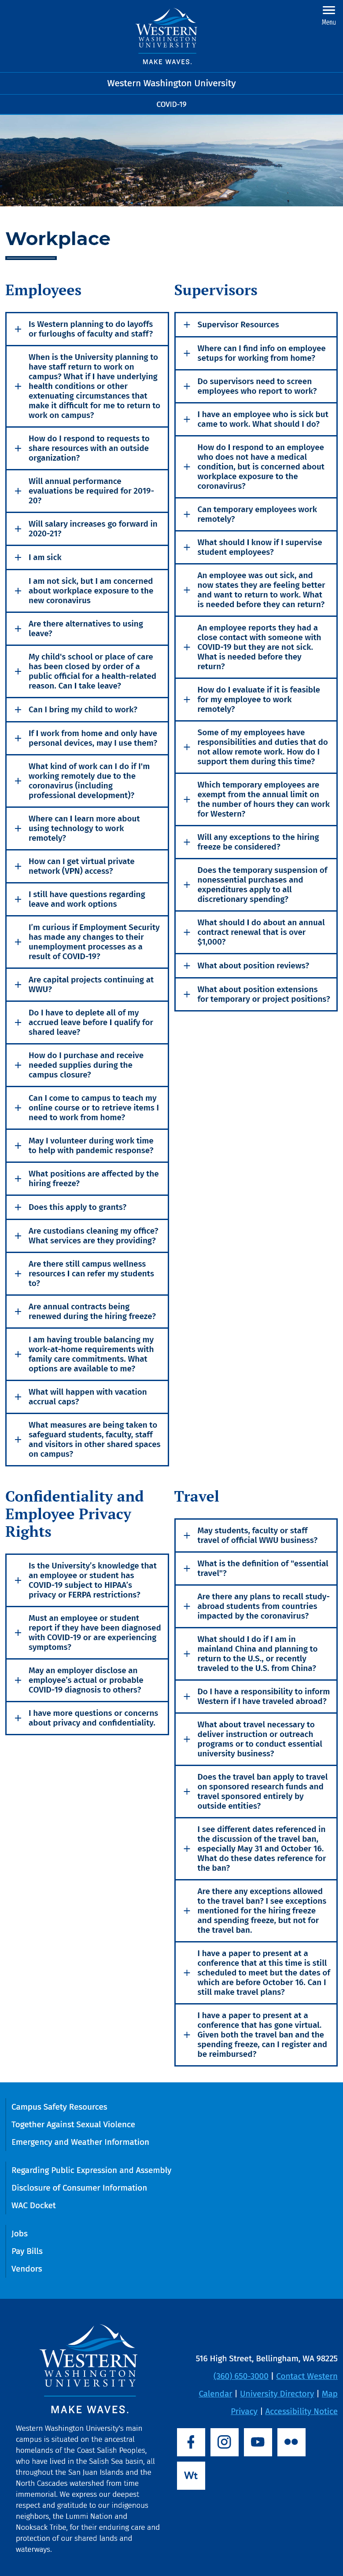 WESTERN
WASHINGTON
UNIVERSITY
MAKE WAVES.
Menu
Western Washington University
COVID-19
Workplace
Employees
Is Western planning to do layoffs
or furloughs of faculty and staff?
When is the University planning to
have staff return to work on
campus? What if I have underlying
health conditions or other
extenuating circumstances that
make it difficult for me to return to
work on campus?
How do I respond to requests to
share resources with an outside
organization?
Will annual performance
evaluations be required for 2019-
20?
Will salary increases go forward in
2020-21?
I am sick
I am not sick, but I am concerned
about workplace exposure to the
new coronavirus
Are there alternatives to using
leave?
My child's school or place of care
has been closed by order of a
public official for a health-related
reason. Can I take leave?
Can I bring my child to work?
If I work from home and only have
personal devices, may I use them?
What kind of work can I do if I'm
working remotely due to the
coronavirus (including
professional development)?
Where can I learn more about
using technology to work
remotely?
How can I get virtual private
network (VPN) access?
I still have questions regarding
leave and work options
I'm curious if Employment Security
has made any changes to their
unemployment processes as a
result of COVID-19?
Are capital projects continuing at
WWU?
Do I have to deplete all of my
accrued leave before I qualify for
shared leave?
How do I purchase and receive
needed supplies during the
campus closure?
Can I come to campus to teach my
online course or to retrieve items I
need to work from home?
May I volunteer during work time
to help with pandemic response?
What positions are affected by the
hiring freeze?
Does this apply to grants?
Are custodians cleaning my office?
What services are they providing?
Are there still campus wellness
resources I can refer my students
to?
Are annual contracts being
renewed during the hiring freeze?
I am having trouble balancing my
work-at-home requirements with
family care commitments. What
options are available to me?
What will happen with vacation
accrual caps?
What measures are being taken to
safeguard students, faculty, staff
and visitors in other shared spaces
on campus?
Supervisors
Supervisor Resources
Where can I find info on employee
setups for working from home?
Do supervisors need to screen
employees who report to work?
I have an employee who is sick but
came to work. What should I do?
How do I respond to an employee
who does not have a medical
condition, but is concerned about
workplace exposure to the
coronavirus?
Can temporary employees work
remotely?
What should I know if I supervise
student employees?
An employee was out sick, and
now states they are feeling better
and want to return to work. What
is needed before they can return?
An employee reports they had a
close contact with someone with
COVID-19 but they are not sick.
What is needed before they
return?
How do I evaluate if it is feasible
for my employee to work
remotely?
Some of my employees have
responsibilities and duties that do
not allow remote work. How do I
support them during this time?
Which temporary employees are
exempt from the annual limit on
the number of hours they can work
for Western?
Will any exceptions to the hiring
freeze be considered?
Does the temporary suspension of
nonessential purchases and
expenditures apply to all
discretionary spending?
What should I do about an annual
contract renewal that is over
$1,000?
What about position reviews?
What about position extensions
for temporary or project positions?
Confidentiality and
Employee Privacy
Rights
Is the University's knowledge that
an employee or student has
COVID-19 subject to HIPAA's
privacy or FERPA restrictions?
Must an employee or student
report if they have been diagnosed
with COVID-19 or are experiencing
symptoms?
May an employer disclose an
employee's actual or probable
COVID-19 diagnosis to others?
I have more questions or concerns
about privacy and confidentiality.
Travel
May students, faculty or staff
travel of official WWU business?
What is the definition of "essential
travel"?
Are there any plans to recall study-
abroad students from countries
impacted by the coronavirus?
What should I do if I am in
mainland China and planning to
return to the U.S., or recently
traveled to the U.S. from China?
Do I have a responsibility to inform
Western if I have traveled abroad?
What about travel necessary to
deliver instruction or outreach
programs or to conduct essential
university business?
Does the travel ban apply to travel
on sponsored research funds and
travel sponsored entirely by
outside entities?
I see different dates referenced in
the discussion of the travel ban,
especially May 31 and October 16.
What do these dates reference for
the ban?
Are there any exceptions allowed
to the travel ban? I see exceptions
mentioned for the hiring freeze
and spending freeze, but not for
the travel ban.
I have a paper to present at a
conference that at this time is still
scheduled to meet but the dates of
which are before October 16. Can I
still make travel plans?
I have a paper to present at a
conference that has gone virtual.
Given both the travel ban and the
spending freeze, can I register and
be reimbursed?
Campus Safety Resources
Together Against Sexual Violence
Emergency and Weather Information
Regarding Public Expression and Assembly
Disclosure of Consumer Information
WAC Docket
Jobs
Pay Bills
Vendors
WESTERN
WASHINGTON
UNIVERSITY
MAKE WAVES.
Western Washington University's main
campus is situated on the ancestral
homelands of the Coast Salish Peoples,
who have lived in the Salish Sea basin, all
throughout the San Juan Islands and the
North Cascades watershed from time
immemorial. We express our deepest
respect and gratitude to our indigenous
neighbors, the Lummi Nation and
Nooksack Tribe, for their enduring care and
protection of our shared lands and
waterways.
516 High Street, Bellingham, WA 98225
(360) 650-3000 | Contact Western
Calendar | University Directory | Map
Privacy | Accessibility Notice
Wt